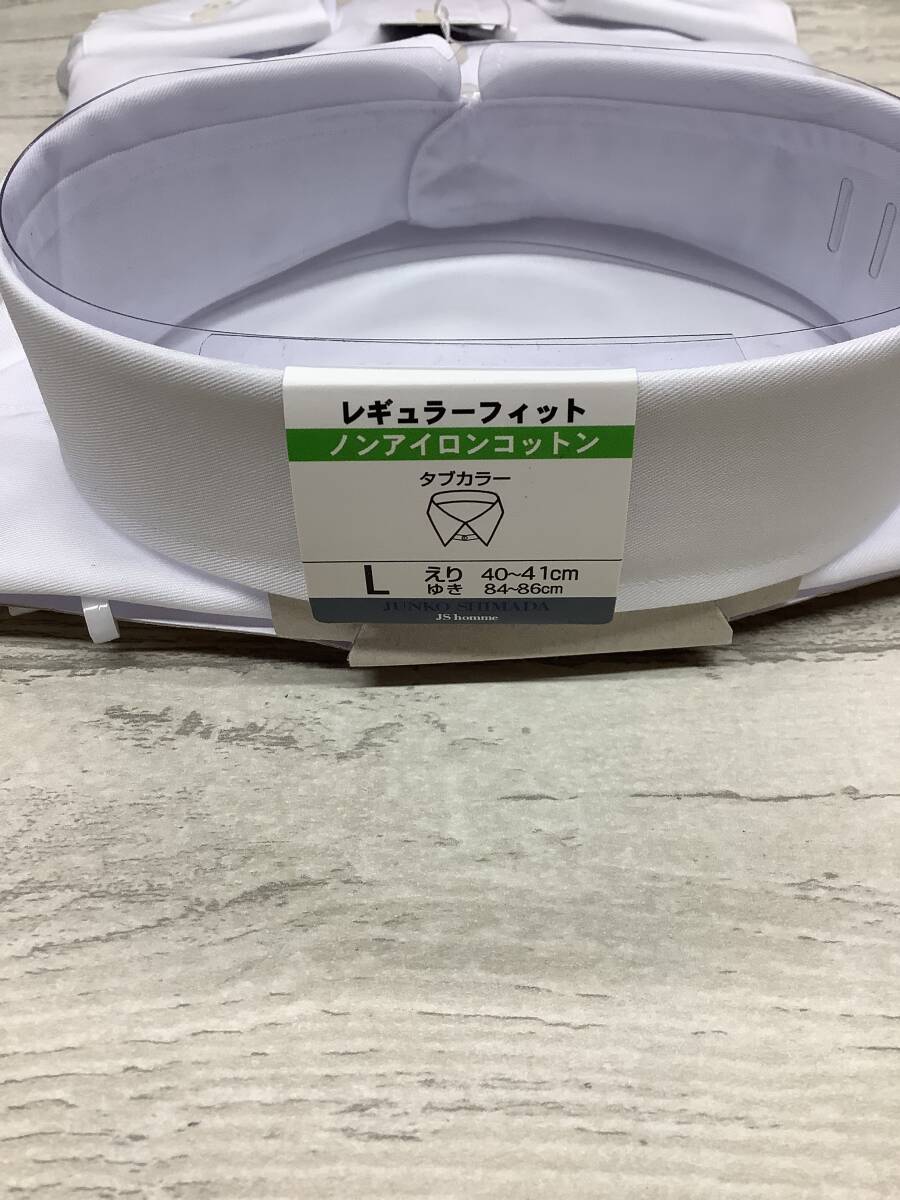 レギュラーフィット
ノンアイロンコットン
タブカラー
L えり 40~41cm
ゆき 84~86cm
JUNKO SHIMADA
JS homme